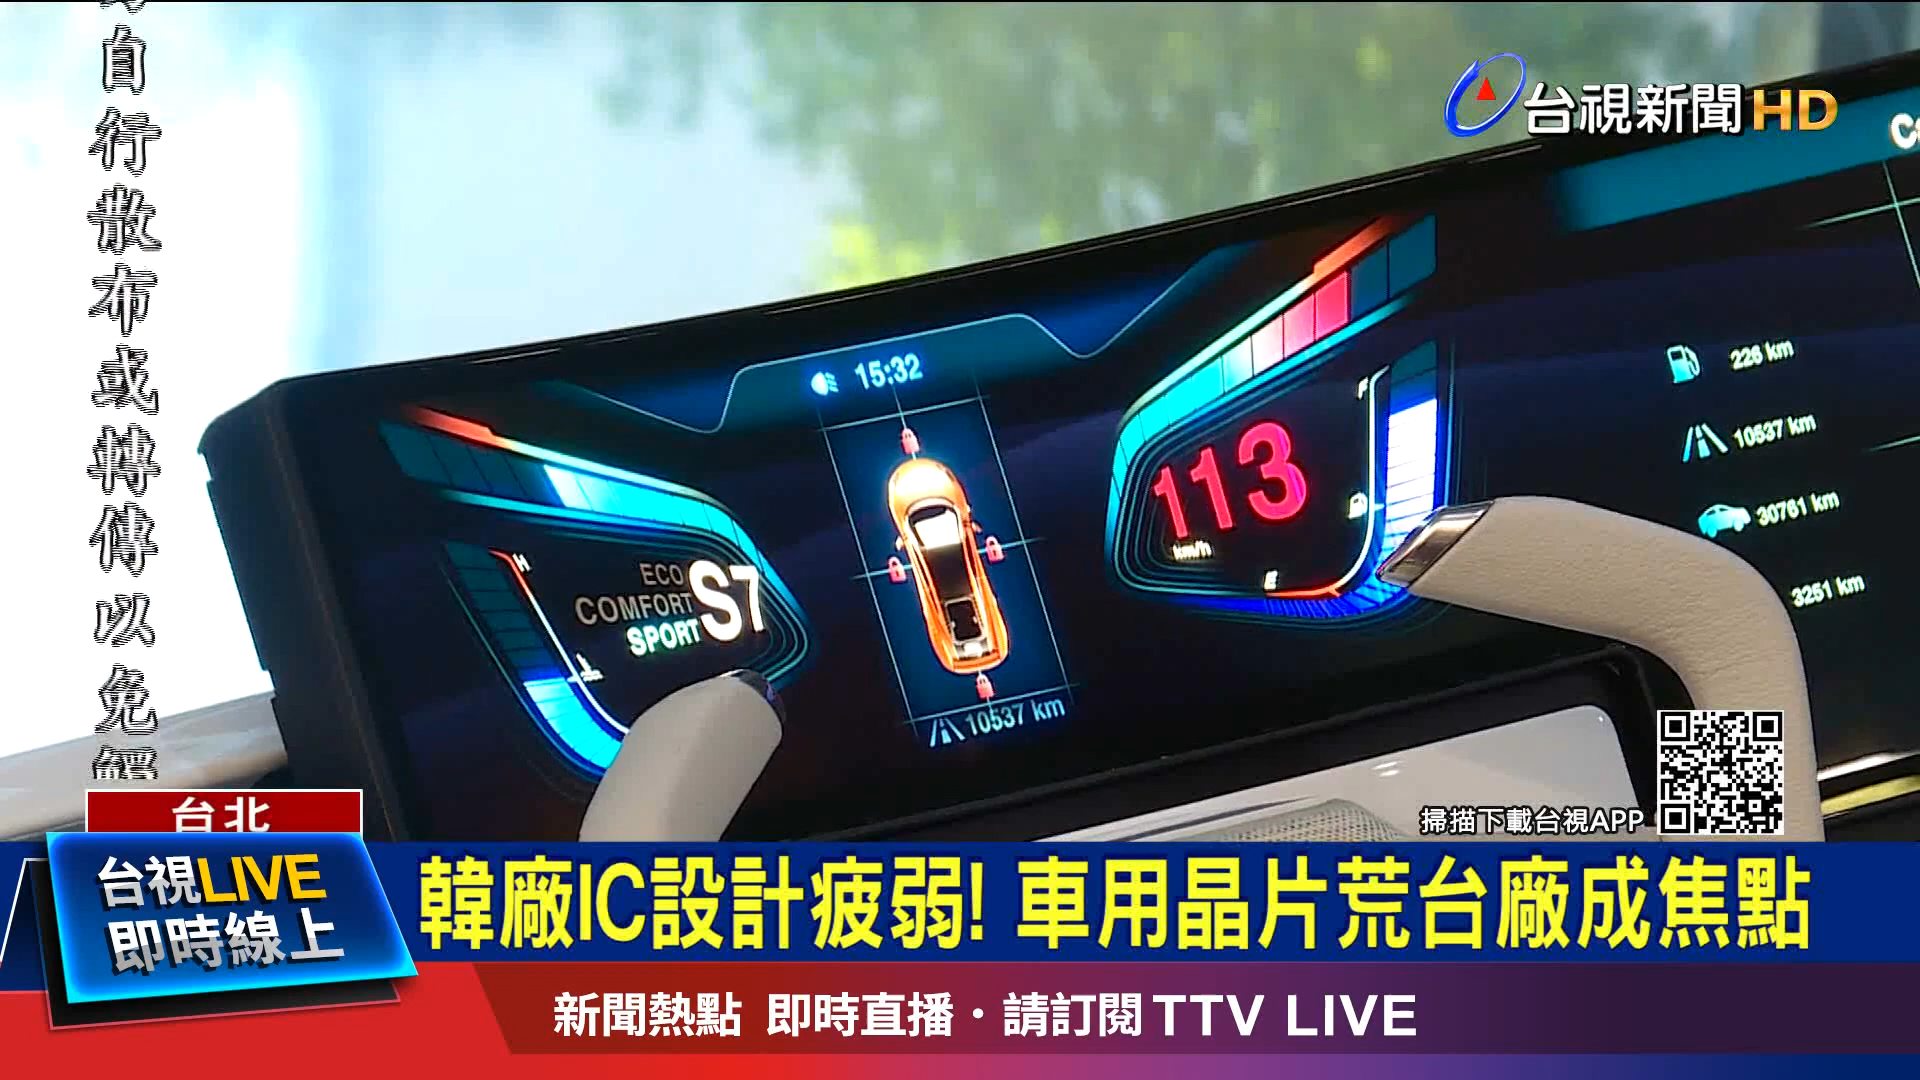 自行散布或轉傳以免
台視新聞HD
15:32
ECO
COMFORT
SPORT
S7
H
113
km/h
F
E
10537 km
226 km
10537 km
30761 km
3251 km
掃描下載台視APP
台北
台視LIVE
即時線上
韓廠IC設計疲弱! 車用晶片荒台廠成焦點
新聞熱點 即時直播・請訂閱TTV LIVE